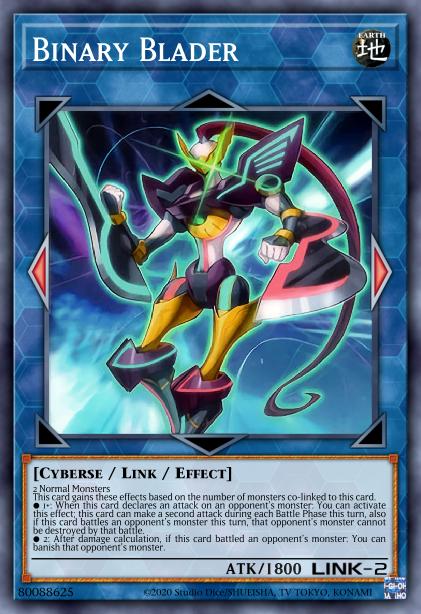 BINARY BLADER
EARTH
地
[CYBERSE / LINK / EFFECT]
2 Normal Monsters
This card gains these effects based on the number of monsters co-linked to this card.
● 1+: When this card declares an attack on an opponent's monster: You can activate
this effect; this card can make a second attack during each Battle Phase this turn, also
if this card battles an opponent's monster this turn, that opponent's monster cannot
be destroyed by that battle.
● 2: After damage calculation, if this card battled an opponent's monster: You can
banish that opponent's monster.
ATK/1800 LINK-2
80088625 ©2020 Studio Dice/SHUEISHA, TV TOKYO, KONAMI